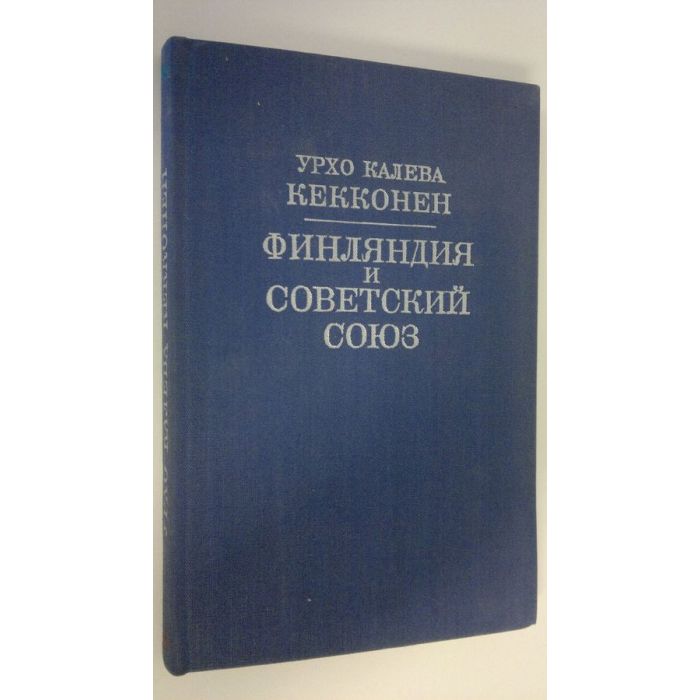 УРХО КАЛЕВА
КЕККОНЕН
ФИНЛЯНДИЯ
И
СОВЕТСКИЙ
СОЮЗ